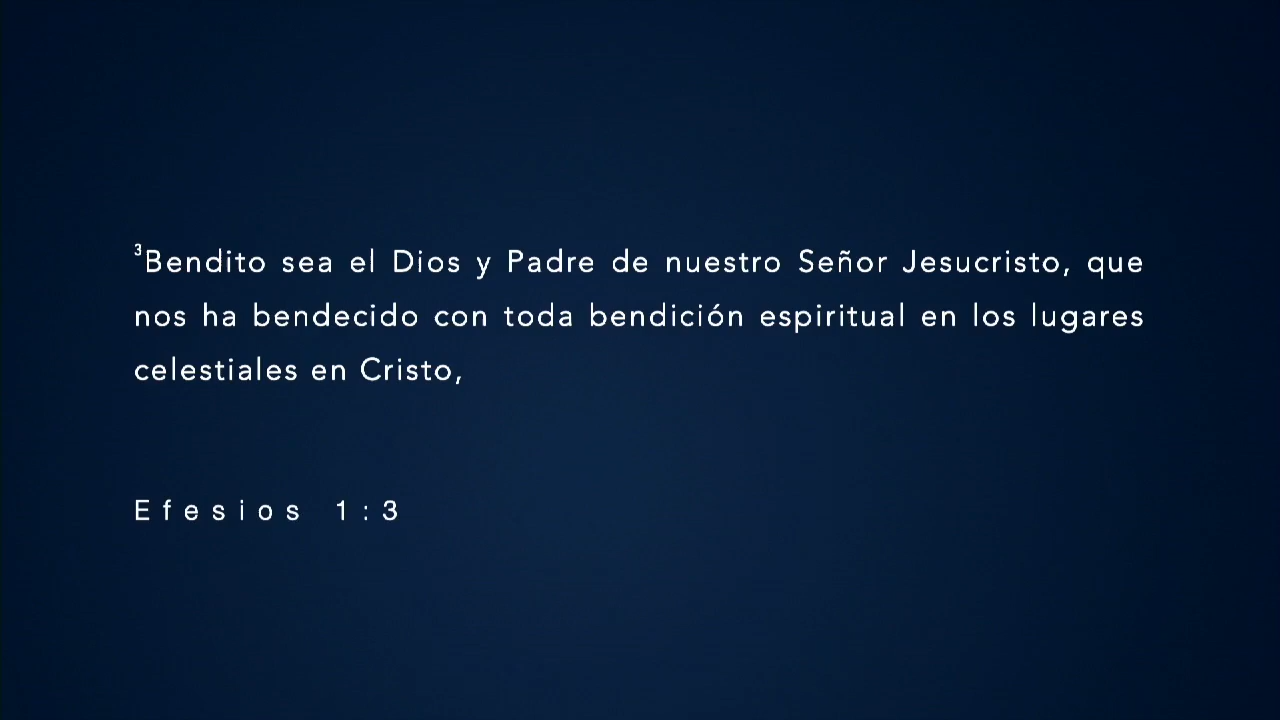 ³Bendito sea el Dios y Padre de nuestro Señor Jesucristo, que
nos ha bendecido con toda bendición espiritual en los lugares
celestiales en Cristo,
Efesios 1:3